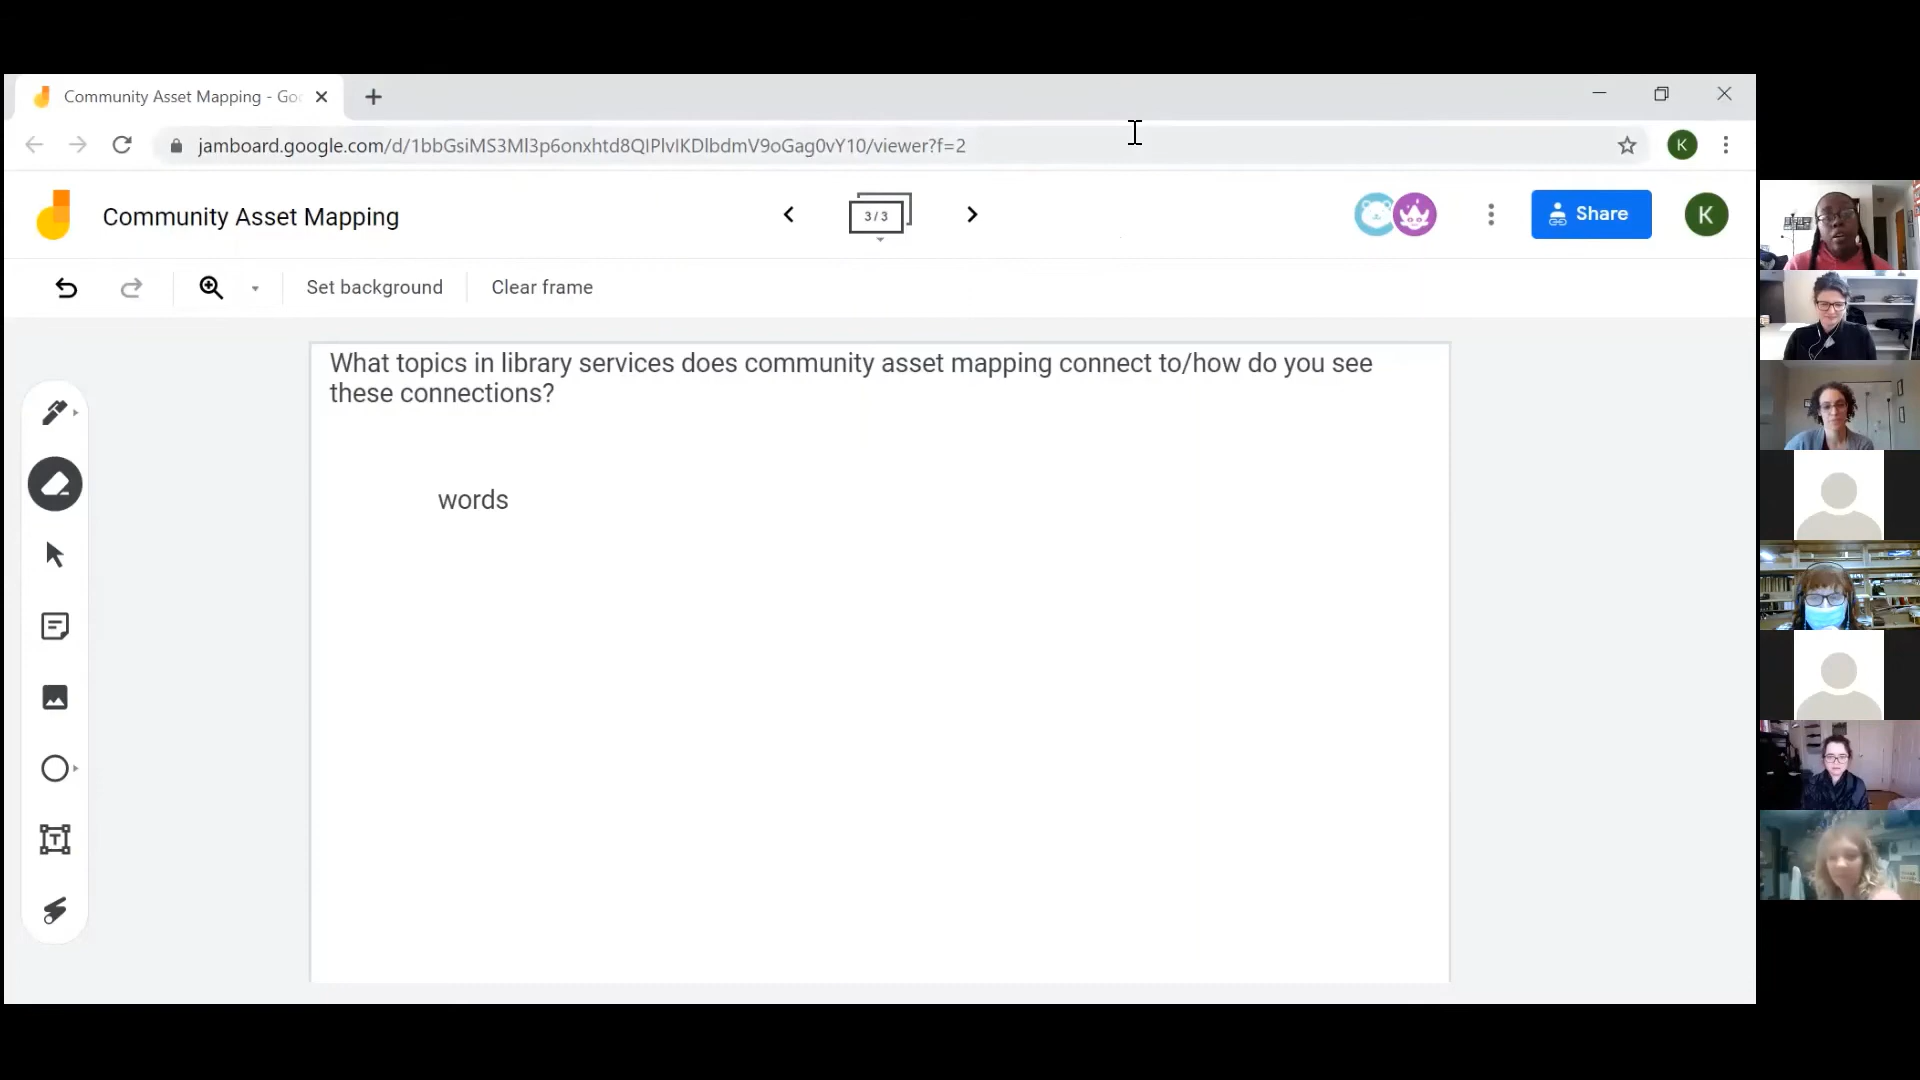 Community Asset Mapping - Goo
jamboard.google.com/d/1bbGsiMS3Ml3p6onxhtd8QIPlvIKDlbdmV9oGag0vY10/viewer?f=2
K
Community Asset Mapping
3/3
Share
K
Set background
Clear frame
What topics in library services does community asset mapping connect to/how do you see
these connections?
words